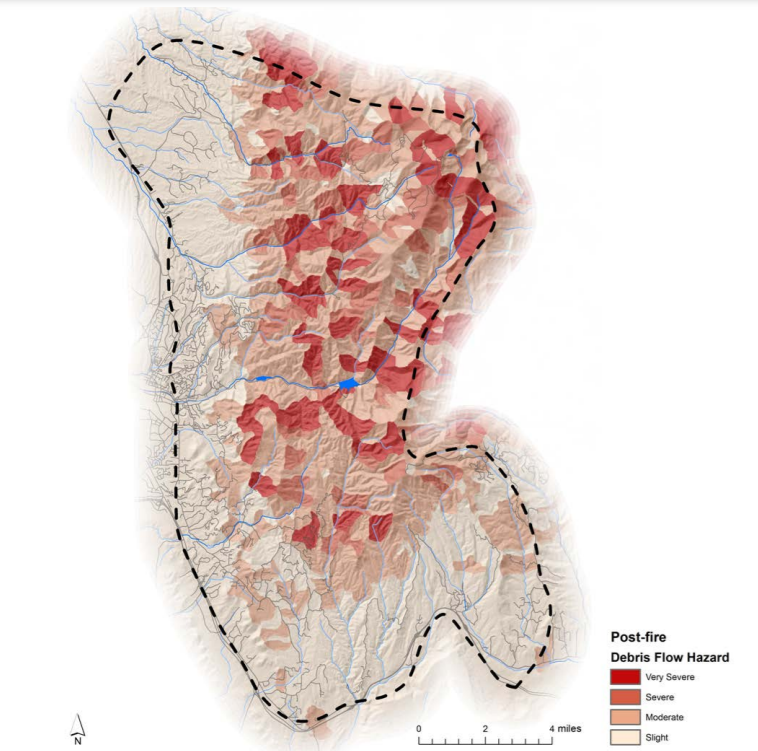 Post-fire
Debris Flow Hazard
Very Severe
Severe
Moderate
Slight
0 2 4 miles
N